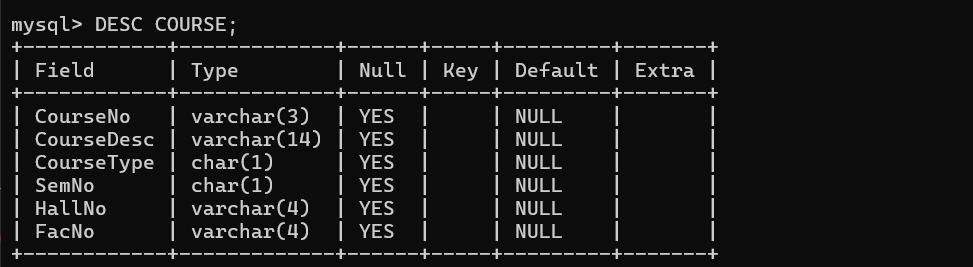 mysql> DESC COURSE;
+------------+-------------+------+-----+---------+-------+
| Field      | Type        | Null | Key | Default | Extra |
+------------+-------------+------+-----+---------+-------+
| CourseNo   | varchar(3)  | YES  |     | NULL    |       |
| CourseDesc | varchar(14) | YES  |     | NULL    |       |
| CourseType | char(1)     | YES  |     | NULL    |       |
| SemNo      | char(1)     | YES  |     | NULL    |       |
| HallNo     | varchar(4)  | YES  |     | NULL    |       |
| FacNo      | varchar(4)  | YES  |     | NULL    |       |
+------------+-------------+------+-----+---------+-------+